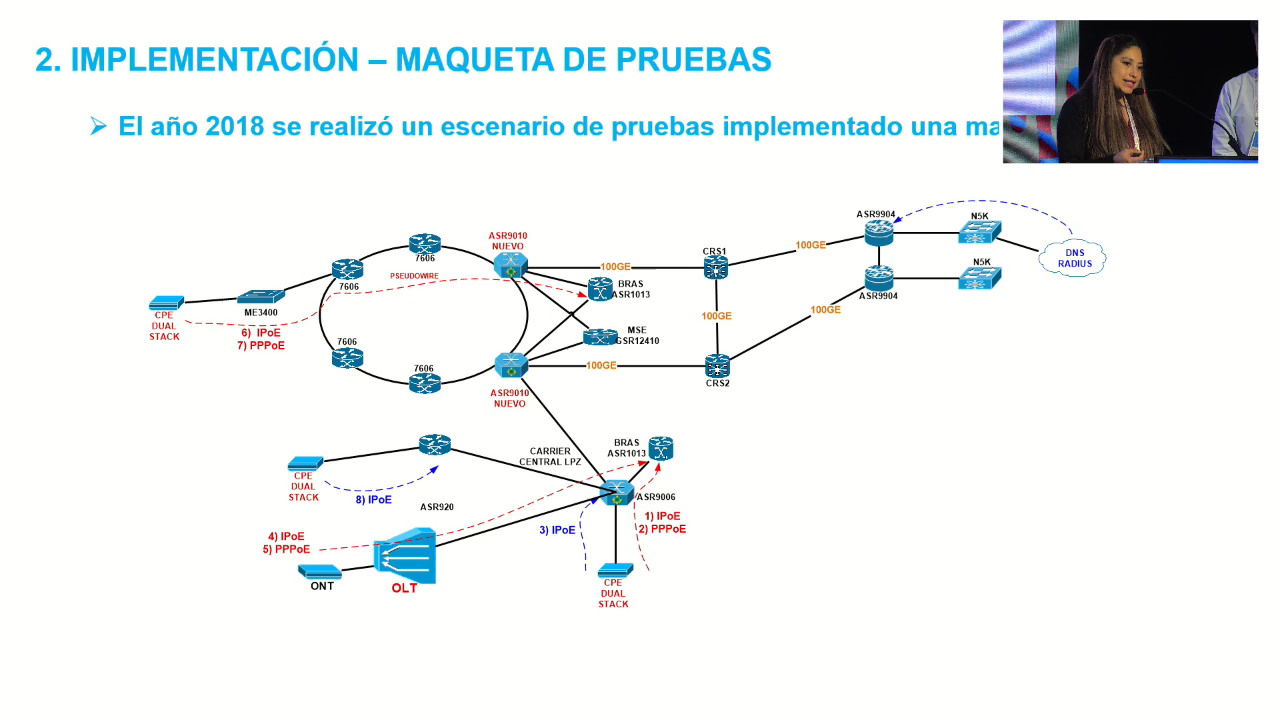 2. IMPLEMENTACIÓN – MAQUETA DE PRUEBAS
El año 2018 se realizó un escenario de pruebas implementado una
ASR9904
N5K
DNS
RADIUS
ASR9010
NUEVO
7606
CRS1
100GE
100GE
7606
PSEUDOWIRE
BRAS
ASR1013
N5K
ASR9904
CPE
DUAL
STACK
ME3400
6) IPoE
7) PPPoE
100GE
100GE
MSE
GSR12410
7606
7606
100GE
CRS2
ASR9010
NUEVO
CARRIER
CENTRAL LPZ
BRAS
ASR1013
CPE
DUAL
STACK
8) IPoE
ASR9006
ASR920
1) IPoE
2) PPPoE
3) IPoE
4) IPoE
5) PPPoE
ONT
OLT
CPE
DUAL
STACK